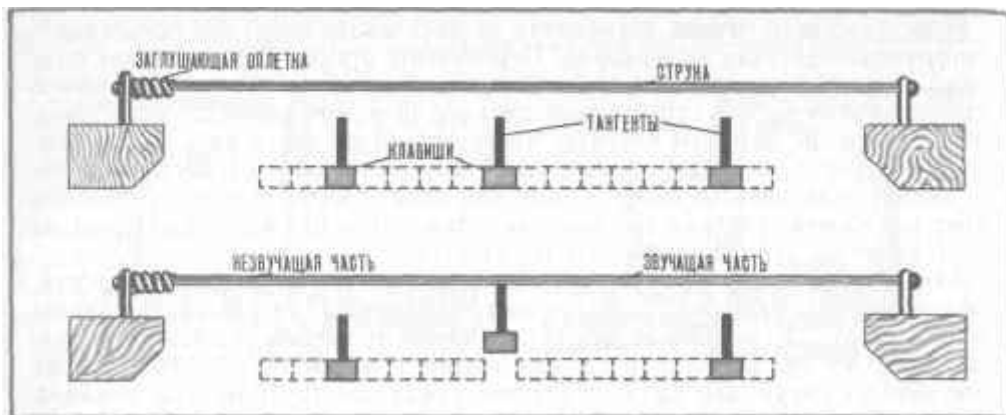 ЗАГЛУШАЮЩАЯ ОПЛЕТКА
СТРУНА
ТАНГЕНТЫ
КЛАВИШИ
НЕЗВУЧАЩАЯ ЧАСТЬ
ЗВУЧАЩАЯ ЧАСТЬ